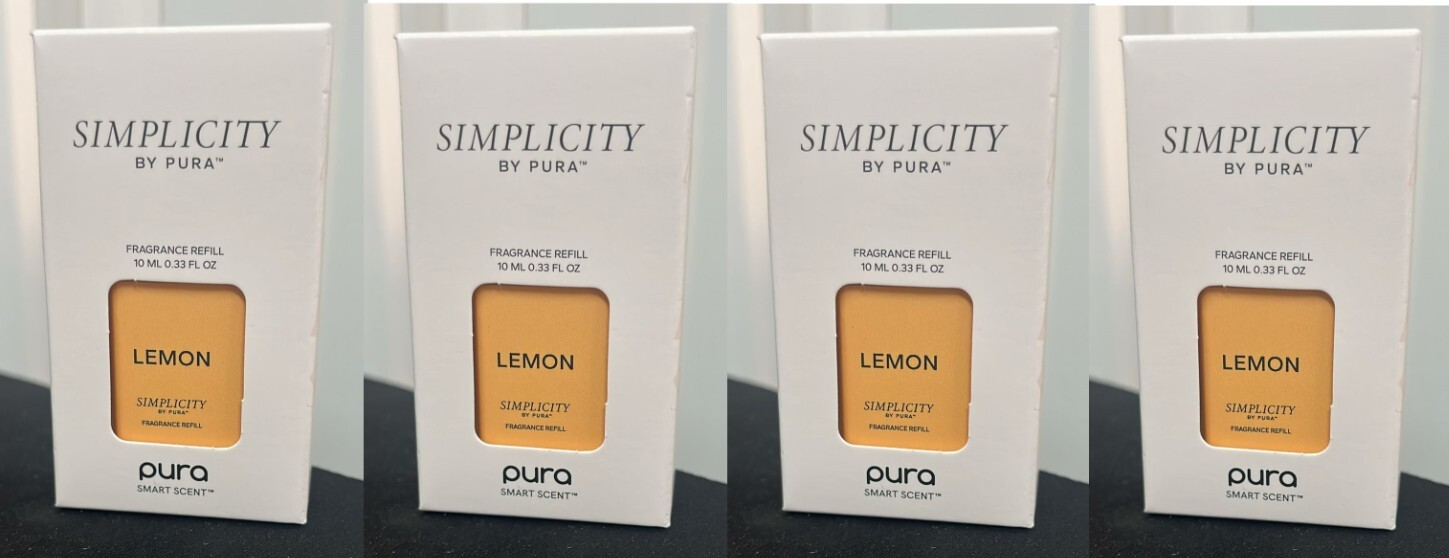 SIMPLICITY
BY PURA™
FRAGRANCE REFILL
10 ML 0.33 FL OZ
LEMON
SIMPLICITY
BY PURA™
FRAGRANCE REFILL
pura
SMART SCENT™
SIMPLICITY
BY PURA™
FRAGRANCE REFILL
10 ML 0.33 FL OZ
LEMON
SIMPLICITY
BY PURA™
FRAGRANCE REFILL
pura
SMART SCENT™
SIMPLICITY
BY PURA™
FRAGRANCE REFILL
10 ML 0.33 FL OZ
LEMON
SIMPLICITY
BY PURA™
FRAGRANCE REFILL
pura
SMART SCENT™
SIMPLICITY
BY PURA™
FRAGRANCE REFILL
10 ML 0.33 FL OZ
LEMON
SIMPLICITY
BY PURA™
FRAGRANCE REFILL
pura
SMART SCENT™